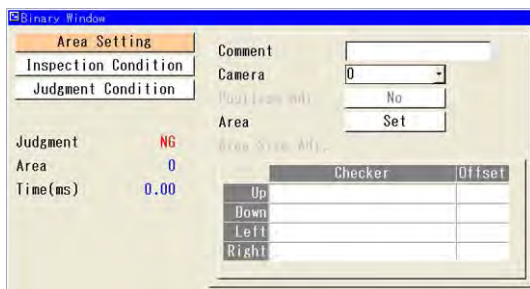 Binary Window
Area Setting
Inspection Condition
Judgment Condition
Judgment NG
Area 0
Time(ms) 0.00
Comment
Camera 0
Position Adj. No
Area Set
Area Size Adj.
Checker Offset
Up
Down
Left
Right